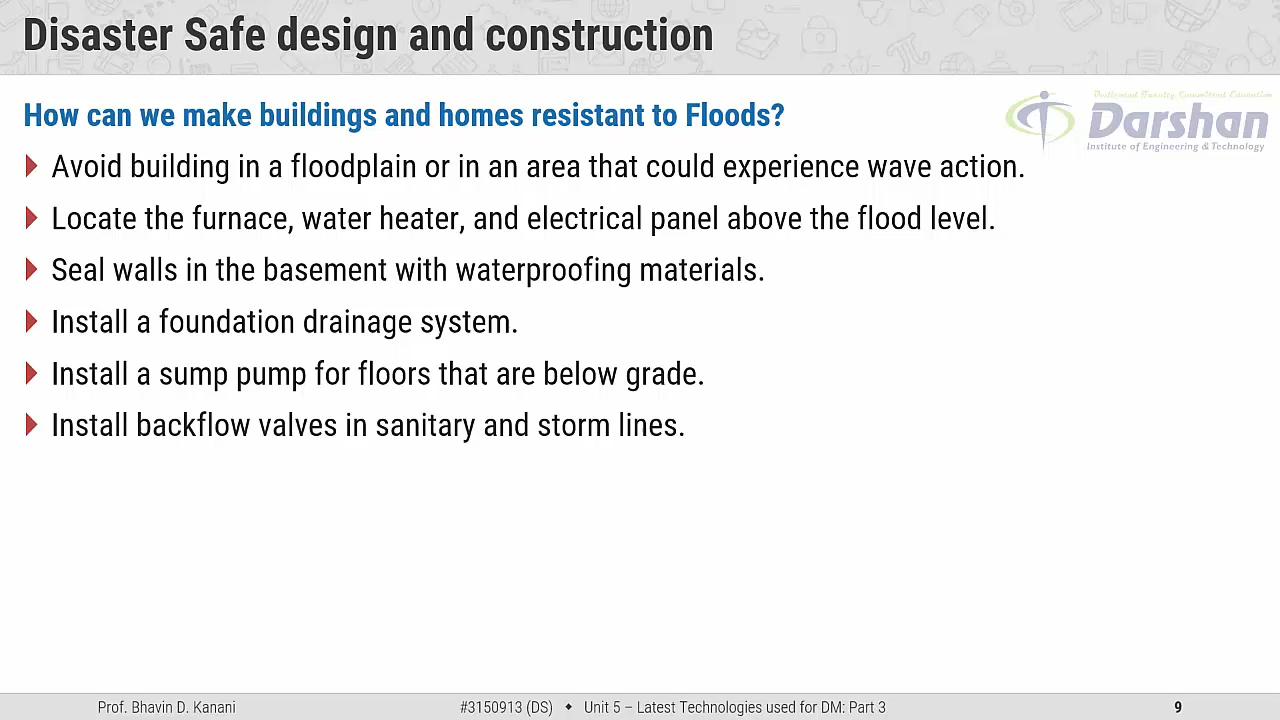 Disaster Safe design and construction
How can we make buildings and homes resistant to Floods?
Avoid building in a floodplain or in an area that could experience wave action.
Locate the furnace, water heater, and electrical panel above the flood level.
Seal walls in the basement with waterproofing materials.
Install a foundation drainage system.
Install a sump pump for floors that are below grade.
Install backflow valves in sanitary and storm lines.
Dedicated Faculty, Committed Education
Darshan
Institute of Engineering & Technology
Prof. Bhavin D. Kanani
#3150913 (DS) ◆ Unit 5 – Latest Technologies used for DM: Part 3
9